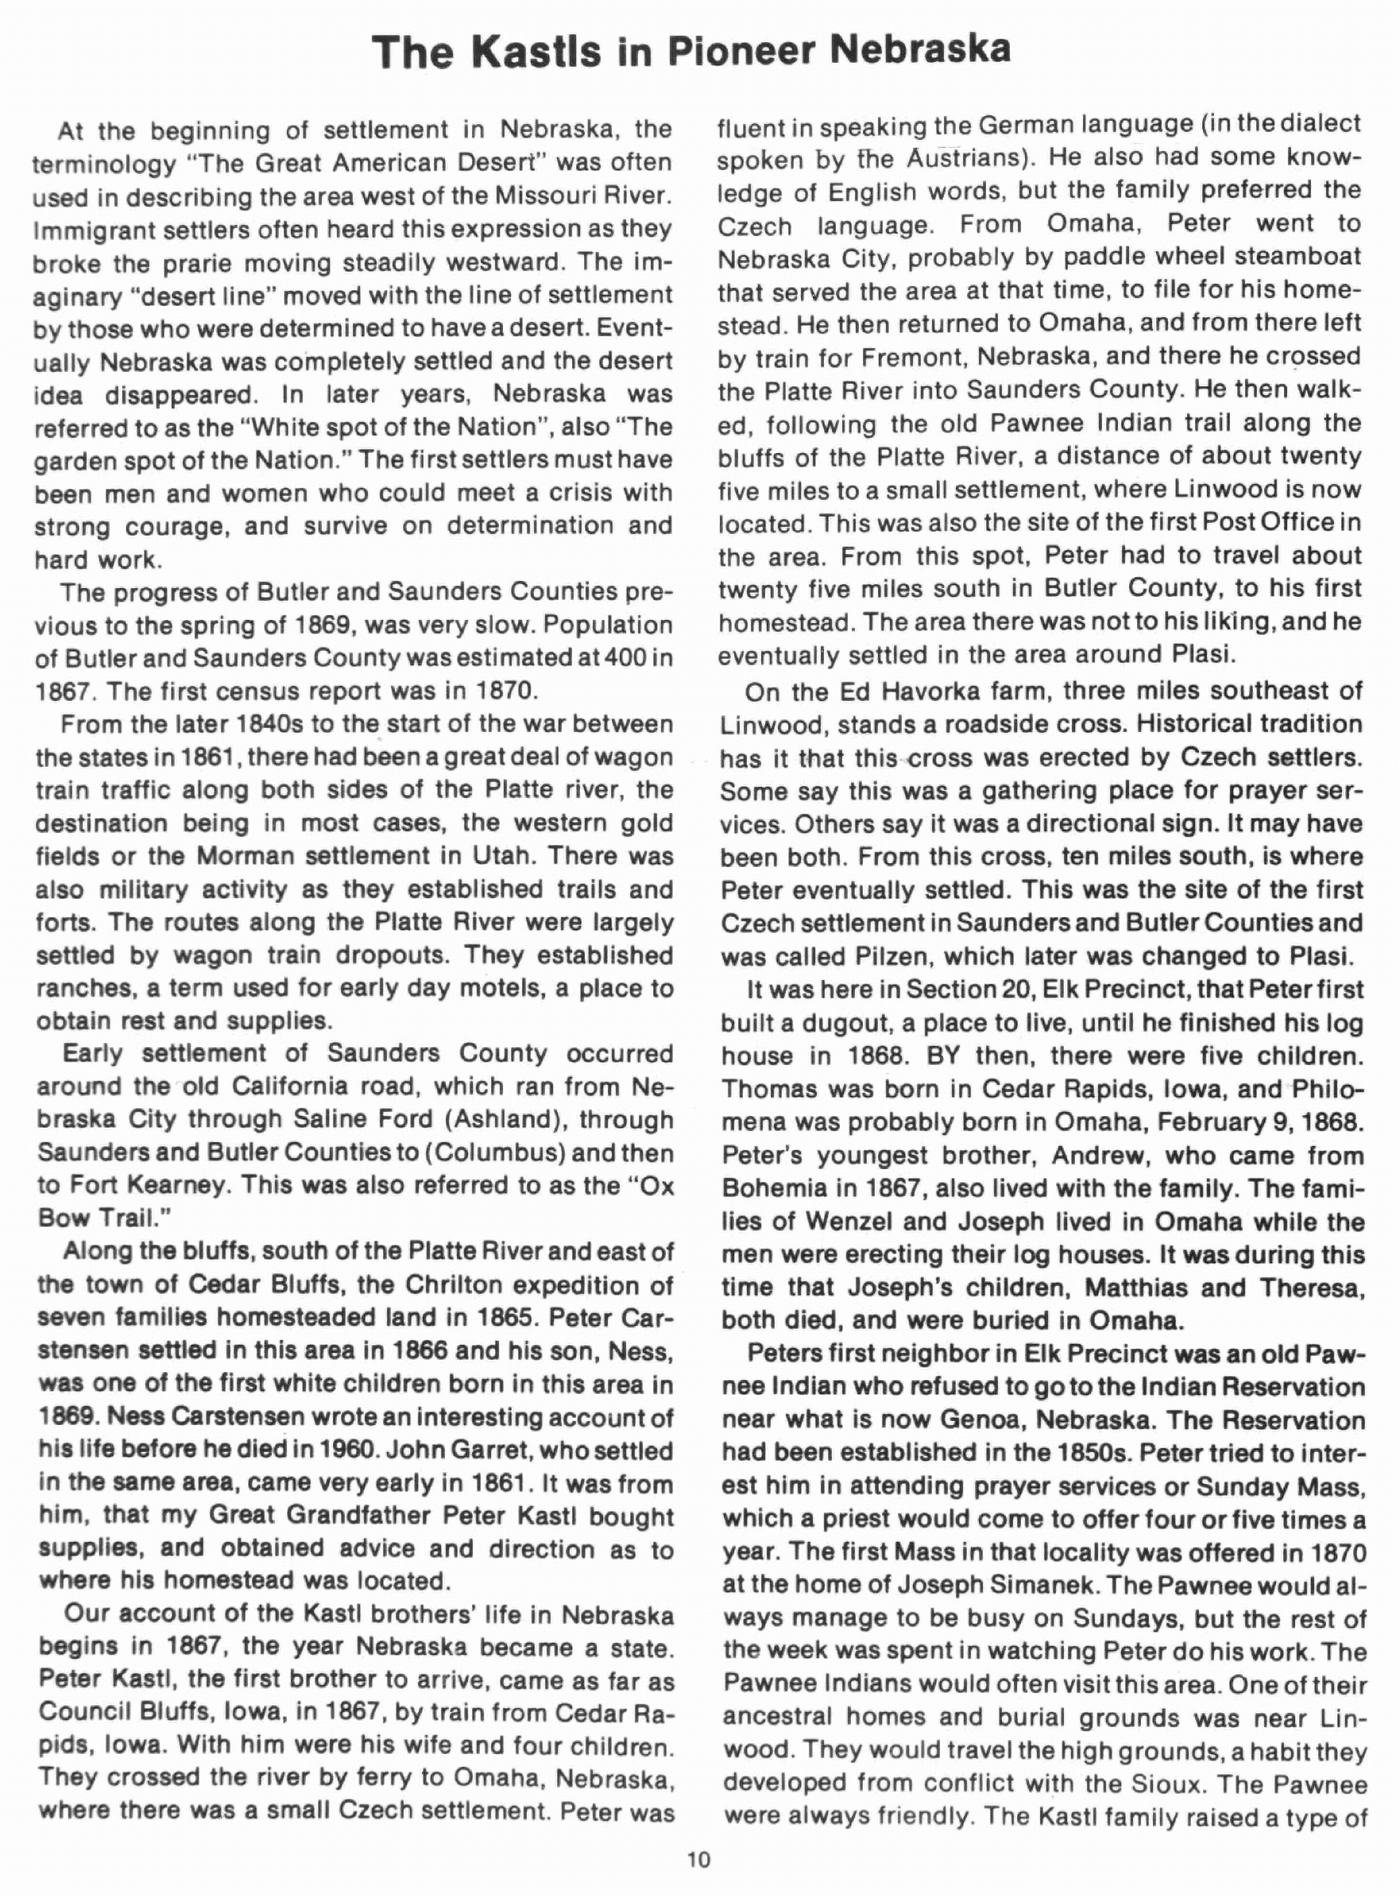 The Kastls in Pioneer Nebraska
At the beginning of settlement in Nebraska, the
terminology "The Great American Desert" was often
used in describing the area west of the Missouri River.
Immigrant settlers often heard this expression as they
broke the prarie moving steadily westward. The im-
aginary "desert line" moved with the line of settlement
by those who were determined to have a desert. Event-
ually Nebraska was completely settled and the desert
idea disappeared. In later years, Nebraska was
referred to as the "White spot of the Nation", also "The
garden spot of the Nation." The first settlers must have
been men and women who could meet a crisis with
strong courage, and survive on determination and
hard work.
The progress of Butler and Saunders Counties pre-
vious to the spring of 1869, was very slow. Population
of Butler and Saunders County was estimated at 400 in
1867. The first census report was in 1870.
From the later 1840s to the start of the war between
the states in 1861, there had been a great deal of wagon
train traffic along both sides of the Platte river, the
destination being in most cases, the western gold
fields or the Morman settlement in Utah. There was
also military activity as they established trails and
forts. The routes along the Platte River were largely
settled by wagon train dropouts. They established
ranches, a term used for early day motels, a place to
obtain rest and supplies.
Early settlement of Saunders County occurred
around the old California road, which ran from Ne-
braska City through Saline Ford (Ashland), through
Saunders and Butler Counties to (Columbus) and then
to Fort Kearney. This was also referred to as the "Ox
Bow Trail."
Along the bluffs, south of the Platte River and east of
the town of Cedar Bluffs, the Chrilton expedition of
seven families homesteaded land in 1865. Peter Car-
stensen settled in this area in 1866 and his son, Ness,
was one of the first white children born in this area in
1869. Ness Carstensen wrote an interesting account of
his life before he died in 1960. John Garret, who settled
in the same area, came very early in 1861. It was from
him, that my Great Grandfather Peter Kastl bought
supplies, and obtained advice and direction as to
where his homestead was located.
Our account of the Kastl brothers' life in Nebraska
begins in 1867, the year Nebraska became a state.
Peter Kastl, the first brother to arrive, came as far as
Council Bluffs, Iowa, in 1867, by train from Cedar Ra-
pids, Iowa. With him were his wife and four children.
They crossed the river by ferry to Omaha, Nebraska,
where there was a small Czech settlement. Peter was
fluent in speaking the German language (in the dialect
spoken by the Austrians). He also had some know-
ledge of English words, but the family preferred the
Czech language. From Omaha, Peter went to
Nebraska City, probably by paddle wheel steamboat
that served the area at that time, to file for his home-
stead. He then returned to Omaha, and from there left
by train for Fremont, Nebraska, and there he crossed
the Platte River into Saunders County. He then walk-
ed, following the old Pawnee Indian trail along the
bluffs of the Platte River, a distance of about twenty
five miles to a small settlement, where Linwood is now
located. This was also the site of the first Post Office in
the area. From this spot, Peter had to travel about
twenty five miles south in Butler County, to his first
homestead. The area there was not to his liking, and he
eventually settled in the area around Plasi.
On the Ed Havorka farm, three miles southeast of
Linwood, stands a roadside cross. Historical tradition
has it that this cross was erected by Czech settlers.
Some say this was a gathering place for prayer ser-
vices. Others say it was a directional sign. It may have
been both. From this cross, ten miles south, is where
Peter eventually settled. This was the site of the first
Czech settlement in Saunders and Butler Counties and
was called Pilzen, which later was changed to Plasi.
It was here in Section 20, Elk Precinct, that Peter first
built a dugout, a place to live, until he finished his log
house in 1868. BY then, there were five children.
Thomas was born in Cedar Rapids, Iowa, and Philo-
mena was probably born in Omaha, February 9, 1868.
Peter's youngest brother, Andrew, who came from
Bohemia in 1867, also lived with the family. The fami-
lies of Wenzel and Joseph lived in Omaha while the
men were erecting their log houses. It was during this
time that Joseph's children, Matthias and Theresa,
both died, and were buried in Omaha.
Peters first neighbor in Elk Precinct was an old Paw-
nee Indian who refused to go to the Indian Reservation
near what is now Genoa, Nebraska. The Reservation
had been established in the 1850s. Peter tried to inter-
est him in attending prayer services or Sunday Mass,
which a priest would come to offer four or five times a
year. The first Mass in that locality was offered in 1870
at the home of Joseph Simanek. The Pawnee would al-
ways manage to be busy on Sundays, but the rest of
the week was spent in watching Peter do his work. The
Pawnee Indians would often visit this area. One of their
ancestral homes and burial grounds was near Lin-
wood. They would travel the high grounds, a habit they
developed from conflict with the Sioux. The Pawnee
were always friendly. The Kastl family raised a type of
10